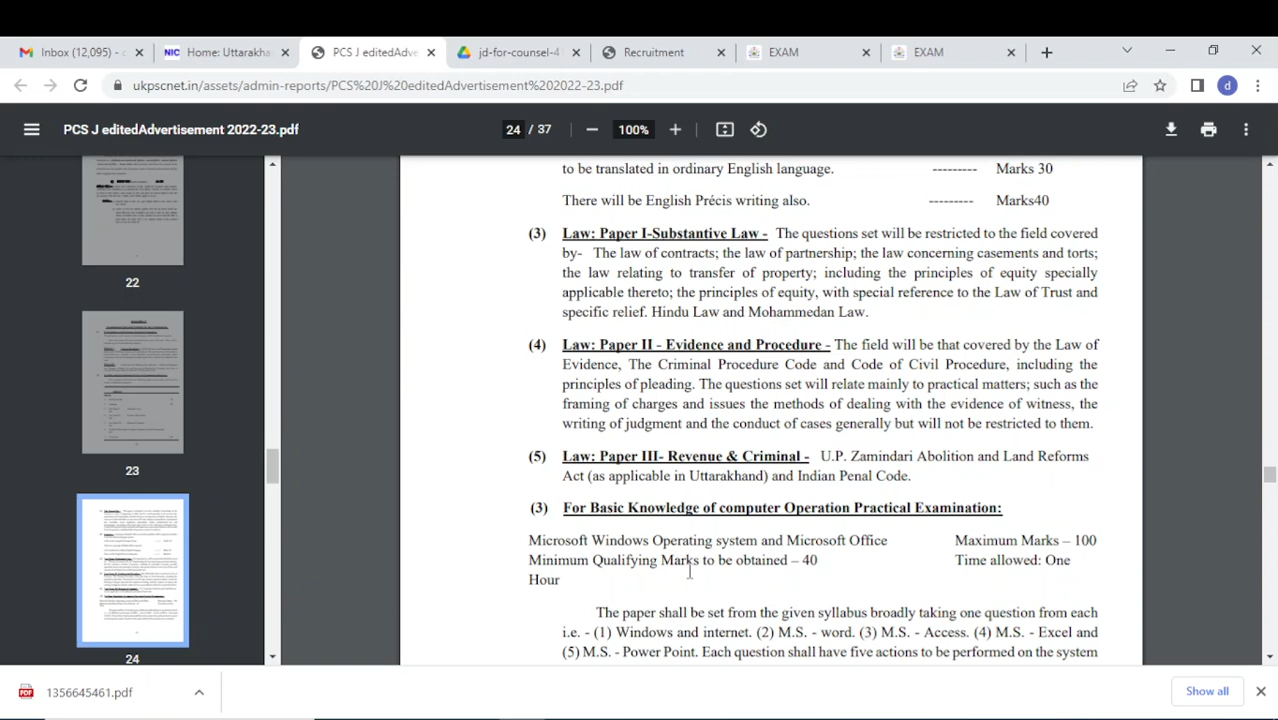 Inbox (12,095) - c
NIC Home: Uttarakha
PCS J editedAdve
jd-for-counsel-4
Recruitment
EXAM
EXAM
ukpscnet.in/assets/admin-reports/PCS%20J%20editedAdvertisement%202022-23.pdf
d
PCS J editedAdvertisement 2022-23.pdf
24 / 37
100%
22
23
24
to be translated in ordinary English language. --------- Marks 30
There will be English Précis writing also. --------- Marks40
(3) Law: Paper I-Substantive Law - The questions set will be restricted to the field covered
by- The law of contracts; the law of partnership; the law concerning easements and torts;
the law relating to transfer of property; including the principles of equity specially
applicable thereto; the principles of equity, with special reference to the Law of Trust and
specific relief. Hindu Law and Mohammedan Law.
(4) Law: Paper II - Evidence and Procedure - The field will be that covered by the Law of
Evidence, The Criminal Procedure Code and Code of Civil Procedure, including the
principles of pleading. The questions set will relate mainly to practical matters; such as the
framing of charges and issues the methods of dealing with the evidence of witness, the
writing of judgment and the conduct of cases generally but will not be restricted to them.
(5) Law: Paper III- Revenue & Criminal - U.P. Zamindari Abolition and Land Reforms
Act (as applicable in Uttarakhand) and Indian Penal Code.
(3) For Basic Knowledge of computer Operation Practical Examination:
Microsoft Windows Operating system and Microsoft Office Maximum Marks – 100
Minimum Qualifying Marks to be obtained – 40 Time allowed: One
Hour
The paper shall be set from the given syllabus broadly taking one question from each
i.e. - (1) Windows and internet. (2) M.S. - word. (3) M.S. - Access. (4) M.S. - Excel and
(5) M.S. - Power Point. Each question shall have five actions to be performed on the system
PDF 1356645461.pdf
Show all